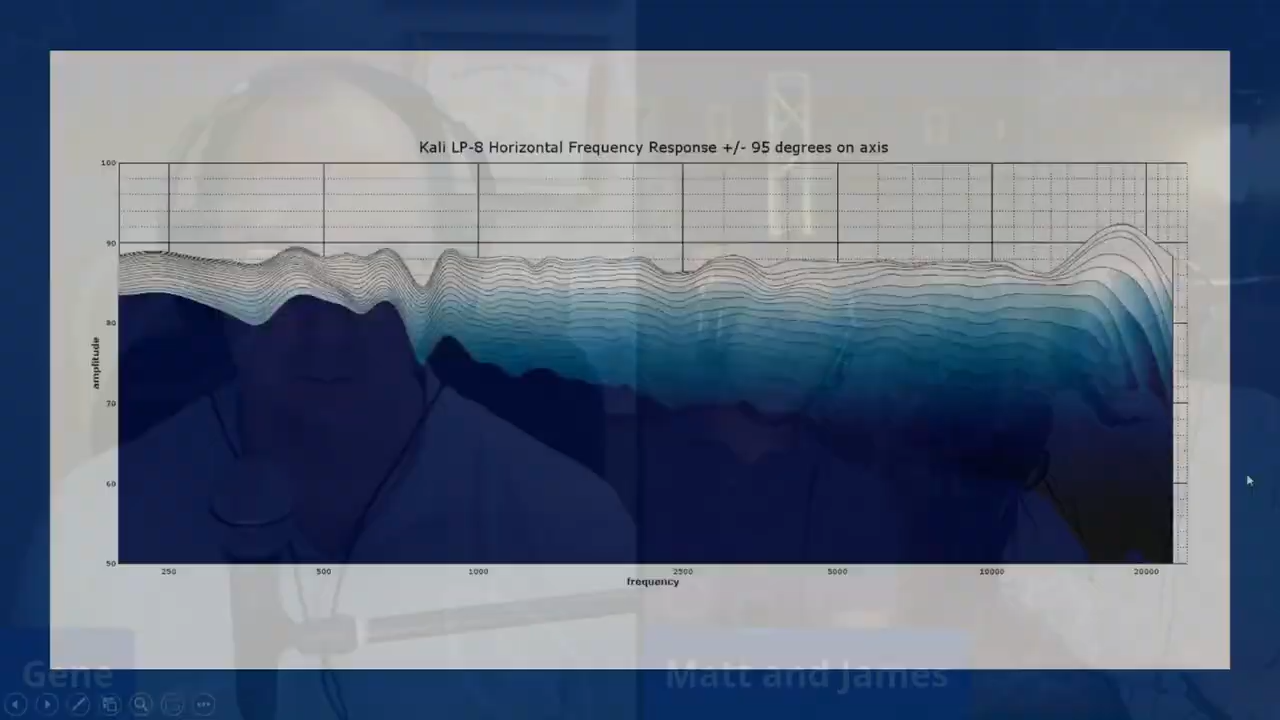 Kali LP-8 Horizontal Frequency Response +/- 95 degrees on axis
100
90
80
70
60
50
amplitude
250
500
1000
2500
5000
10000
20000
frequency
Gene
Matt and James